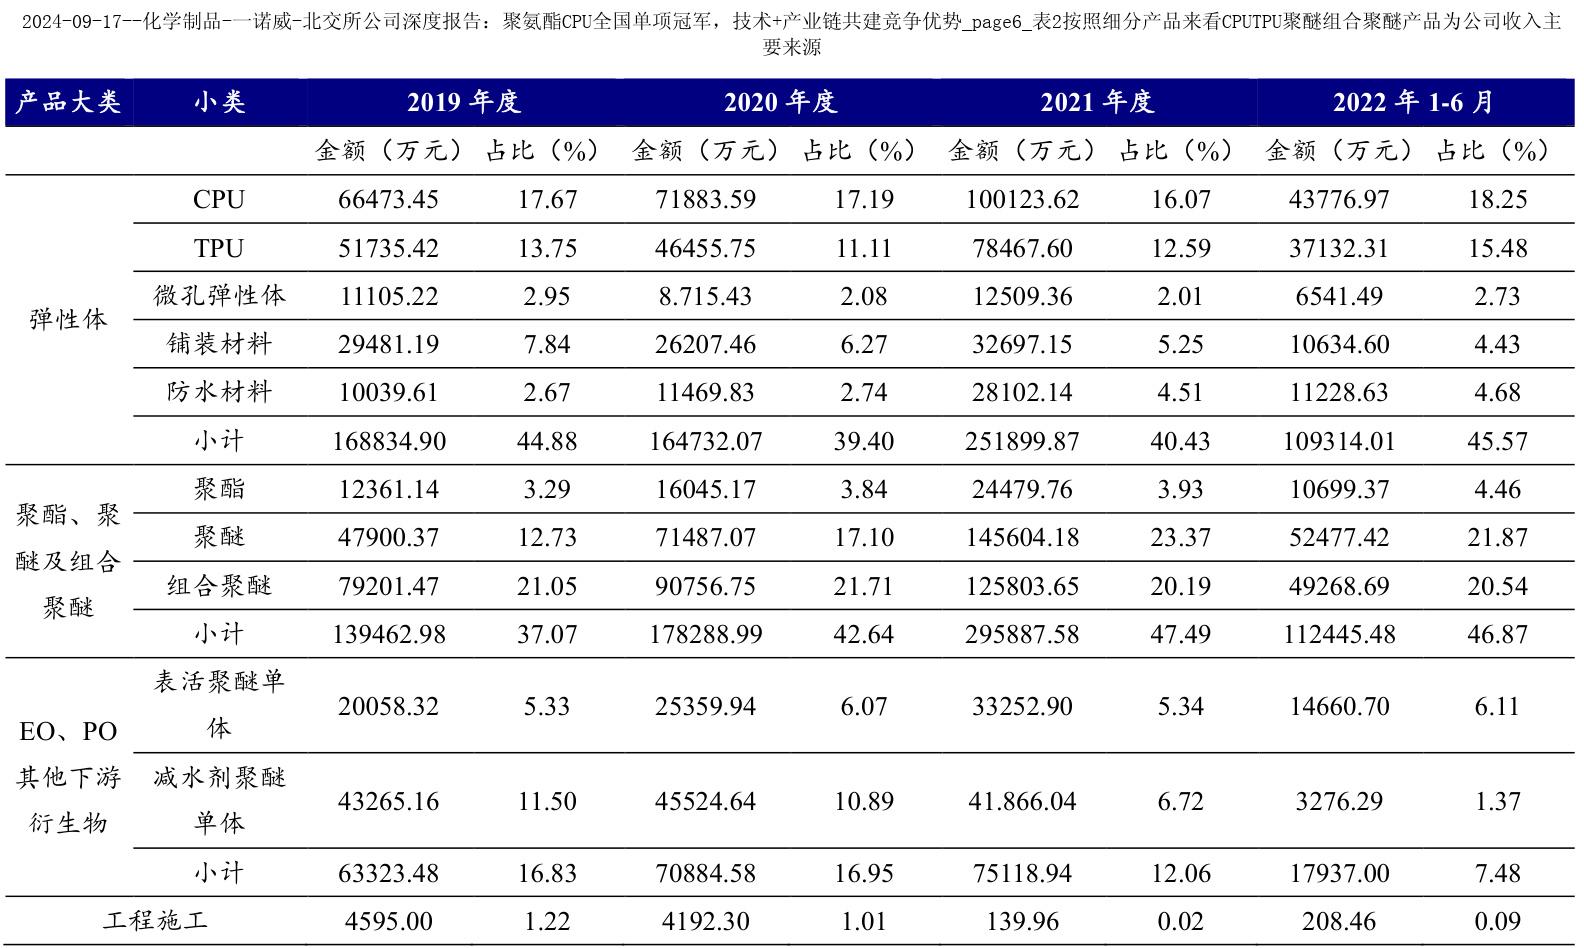 2024-09-17--化学制品-一诺威-北交所公司深度报告：聚氨酯CPU全国单项冠军，技术+产业链共建竞争优势_page6_表2按照细分产品来看CPUTPU聚醚组合聚醚产品为公司收入主
要来源
产品大类 小类 2019 年度 2020 年度 2021 年度 2022 年 1-6 月
金额（万元） 占比（%） 金额（万元） 占比（%） 金额（万元） 占比（%） 金额（万元） 占比（%）
弹性体
CPU 66473.45 17.67 71883.59 17.19 100123.62 16.07 43776.97 18.25
TPU 51735.42 13.75 46455.75 11.11 78467.60 12.59 37132.31 15.48
微孔弹性体 11105.22 2.95 8.715.43 2.08 12509.36 2.01 6541.49 2.73
铺装材料 29481.19 7.84 26207.46 6.27 32697.15 5.25 10634.60 4.43
防水材料 10039.61 2.67 11469.83 2.74 28102.14 4.51 11228.63 4.68
小计 168834.90 44.88 164732.07 39.40 251899.87 40.43 109314.01 45.57
聚酯、聚
醚及组合
聚醚
聚酯 12361.14 3.29 16045.17 3.84 24479.76 3.93 10699.37 4.46
聚醚 47900.37 12.73 71487.07 17.10 145604.18 23.37 52477.42 21.87
组合聚醚 79201.47 21.05 90756.75 21.71 125803.65 20.19 49268.69 20.54
小计 139462.98 37.07 178288.99 42.64 295887.58 47.49 112445.48 46.87
EO、PO
其他下游
衍生物
表活聚醚单
体 20058.32 5.33 25359.94 6.07 33252.90 5.34 14660.70 6.11
减水剂聚醚
单体 43265.16 11.50 45524.64 10.89 41.866.04 6.72 3276.29 1.37
小计 63323.48 16.83 70884.58 16.95 75118.94 12.06 17937.00 7.48
工程施工 4595.00 1.22 4192.30 1.01 139.96 0.02 208.46 0.09